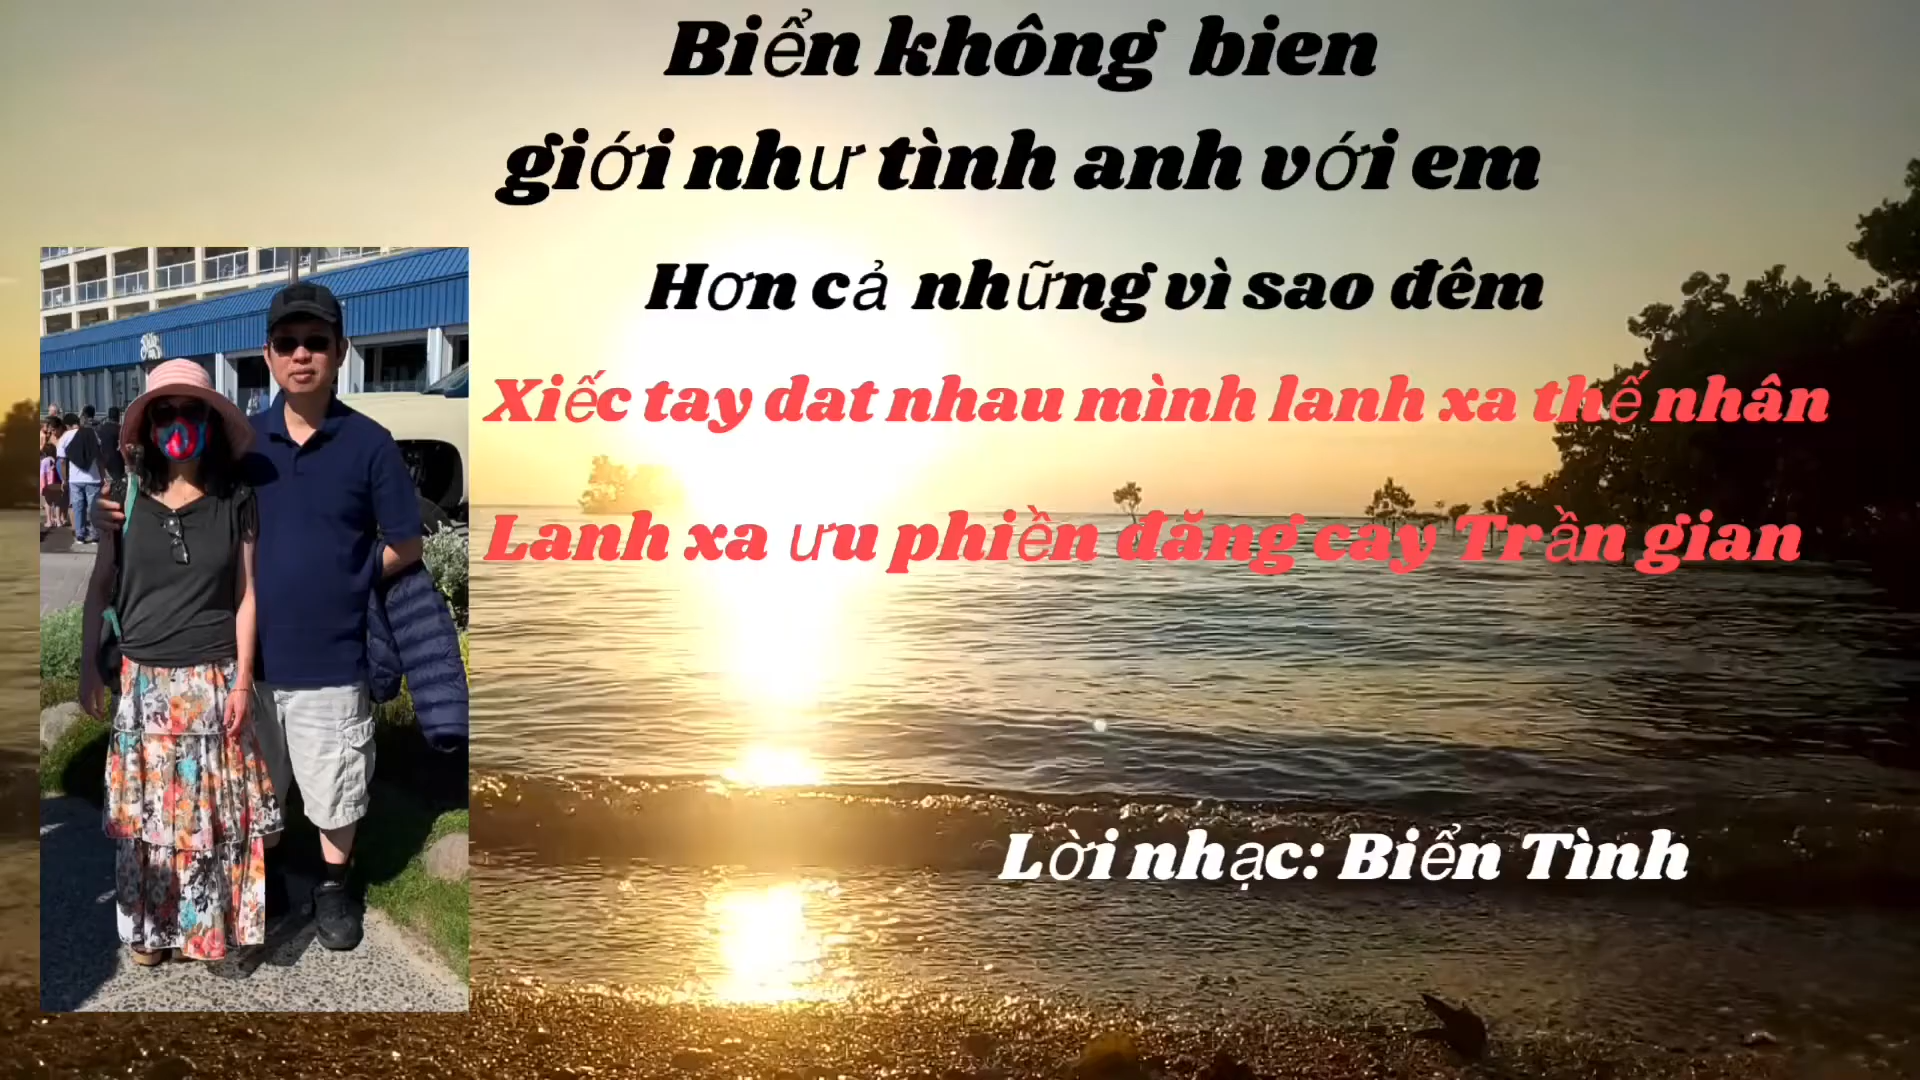 Biển không bien
giới như tình anh với em
Hơn cả những vì sao đêm
Xiếc tay dat nhau mình lanh xa thế nhân
Lanh xa ưu phiền đăng cay Trần gian
Lời nhạc: Biển Tình